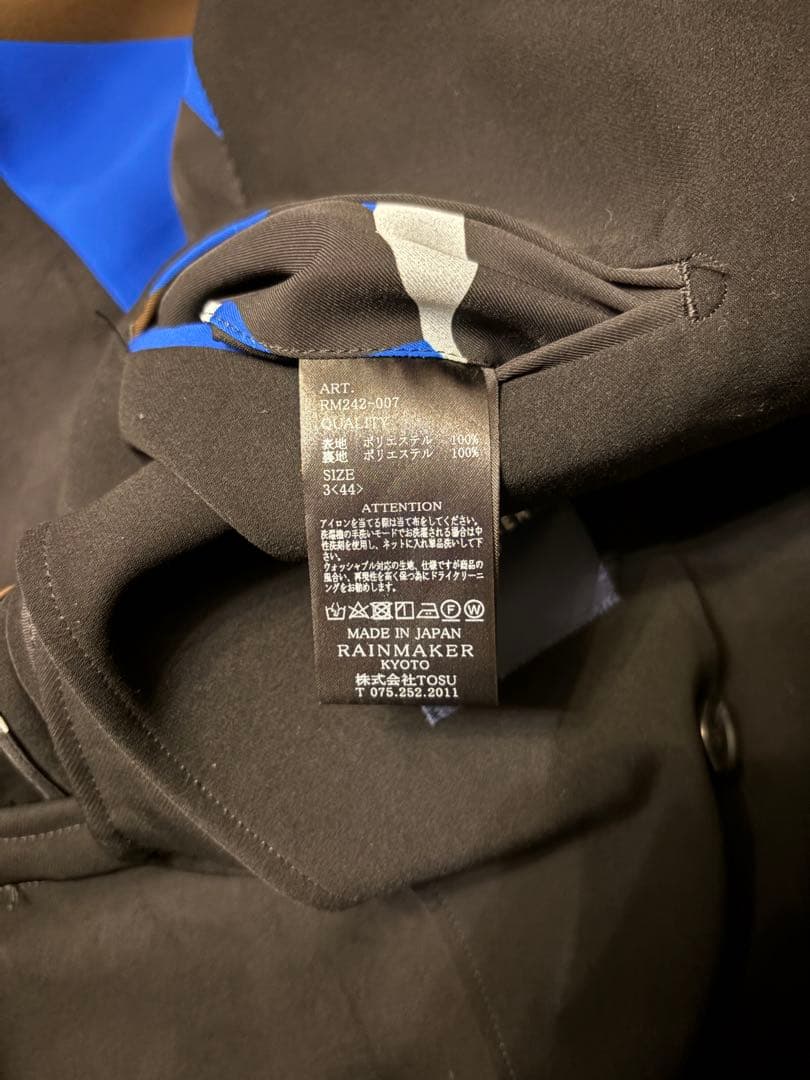 ART.
RM242-007
QUALITY
表地 ポリエステル 100%
裏地 ポリエステル 100%
SIZE
3<44>
ATTENTION
アイロンを当てる際は当て布をしてください。
洗濯機の手洗いモードでお洗濯される場合は中
性洗剤を使用し、ネットに入れ単品洗いして下
さい。
ウォッシャブル対応の生地、仕様ですが商品の
風合い、再現性を高く保つ為にドライクリーニ
ングをお勧めします。
MADE IN JAPAN
RAINMAKER
KYOTO
株式会社TOSU
T 075.252.2011